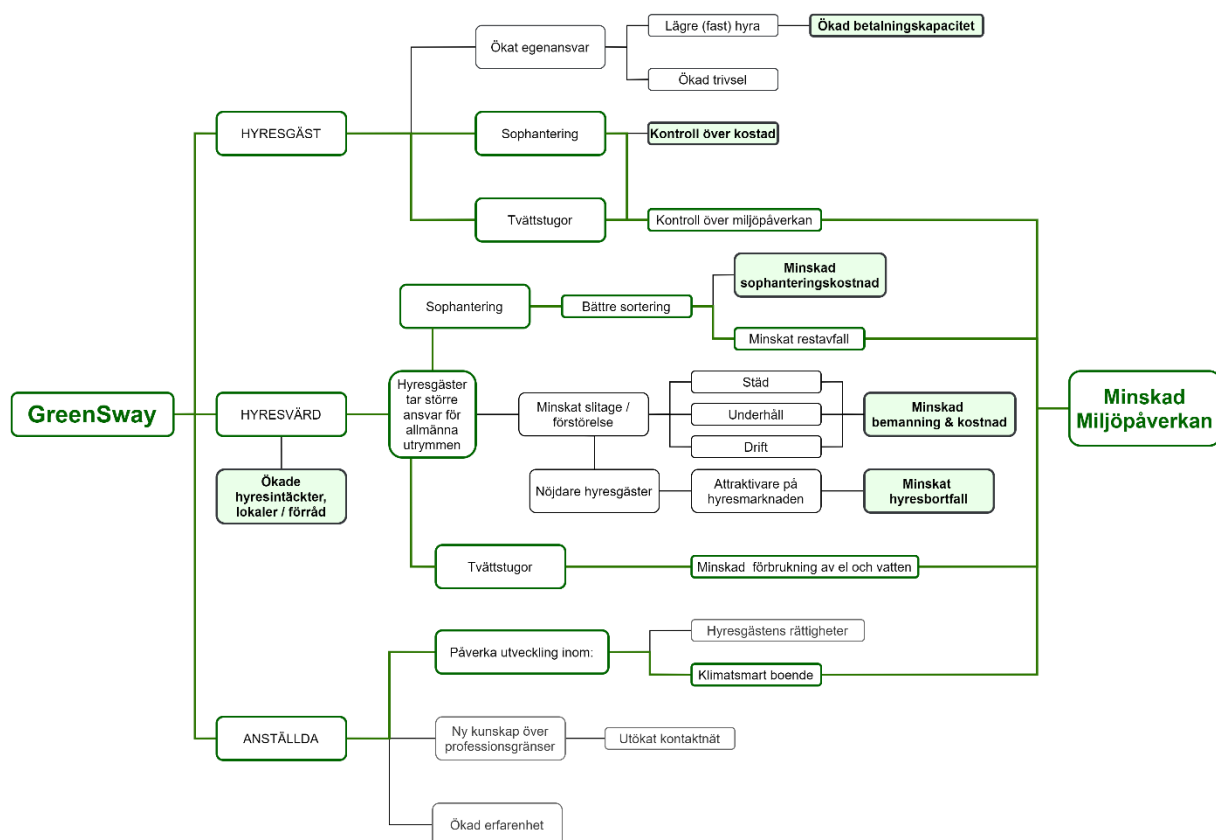 Lägre (fast) hyra
Ökad betalningskapacitet
Ökat egenansvar
Ökad trivsel
HYRESGÄST
Sophantering
Kontroll över kostad
Tvättstugor
Kontroll över miljöpåverkan
Minskad
sophanteringskostnad
Sophantering
Bättre sortering
Minskat restavfall
GreenSway
HYRESVÄRD
Hyresgäster
tar större
ansvar för
allmänna
utrymmen
Minskat slitage /
förstörelse
Städ
Underhåll
Drift
Minskad
bemanning & kostnad
Minskad
Miljöpåverkan
Ökade
hyresintäckter,
lokaler / förråd
Nöjdare hyresgäster
Attraktivare på
hyresmarknaden
Minskat
hyresbortfall
Tvättstugor
Minskad  förbrukning av el och vatten
Påverka utveckling inom:
Hyresgästens rättigheter
Klimatsmart boende
ANSTÄLLDA
Ny kunskap över
professionsgränser
Utökat kontaktnät
Ökad erfarenhet